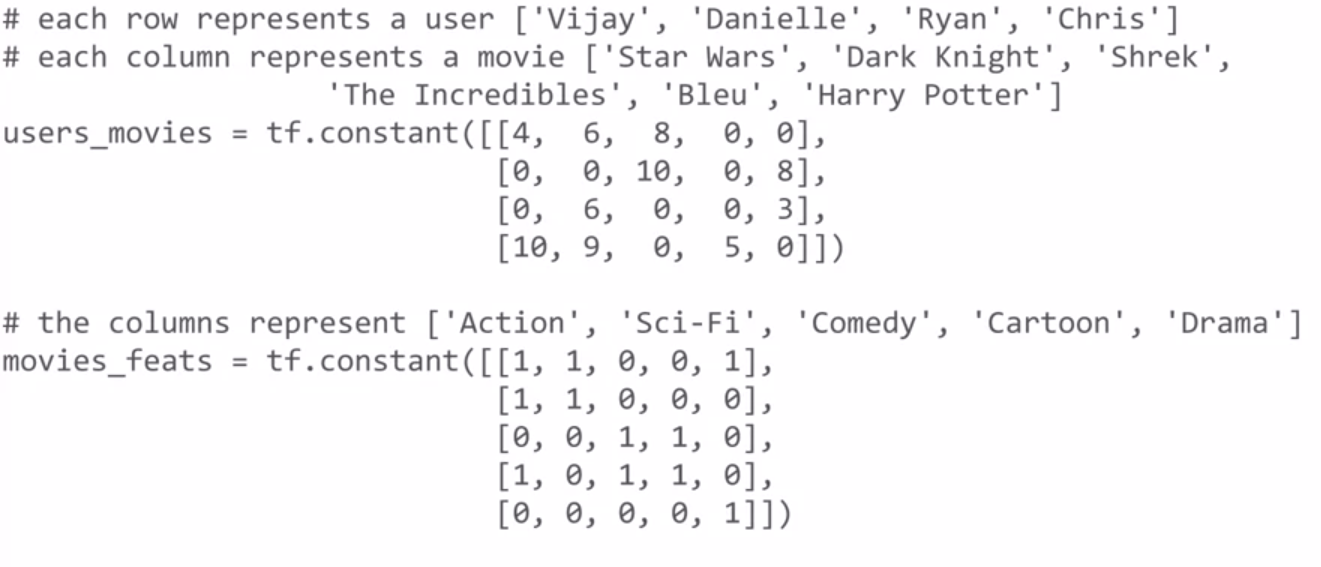 # each row represents a user ['Vijay', 'Danielle', 'Ryan', 'Chris']
# each column represents a movie ['Star Wars', 'Dark Knight', 'Shrek',
'The Incredibles', 'Bleu', 'Harry Potter']
users_movies = tf.constant([[4, 6, 8, 0, 0],
[0, 0, 10, 0, 8],
[0, 6, 0, 0, 3],
[10, 9, 0, 5, 0]])
# the columns represent ['Action', 'Sci-Fi', 'Comedy', 'Cartoon', 'Drama']
movies_feats = tf.constant([[1, 1, 0, 0, 1],
[1, 1, 0, 0, 0],
[0, 0, 1, 1, 0],
[1, 0, 1, 1, 0],
[0, 0, 0, 0, 1]])